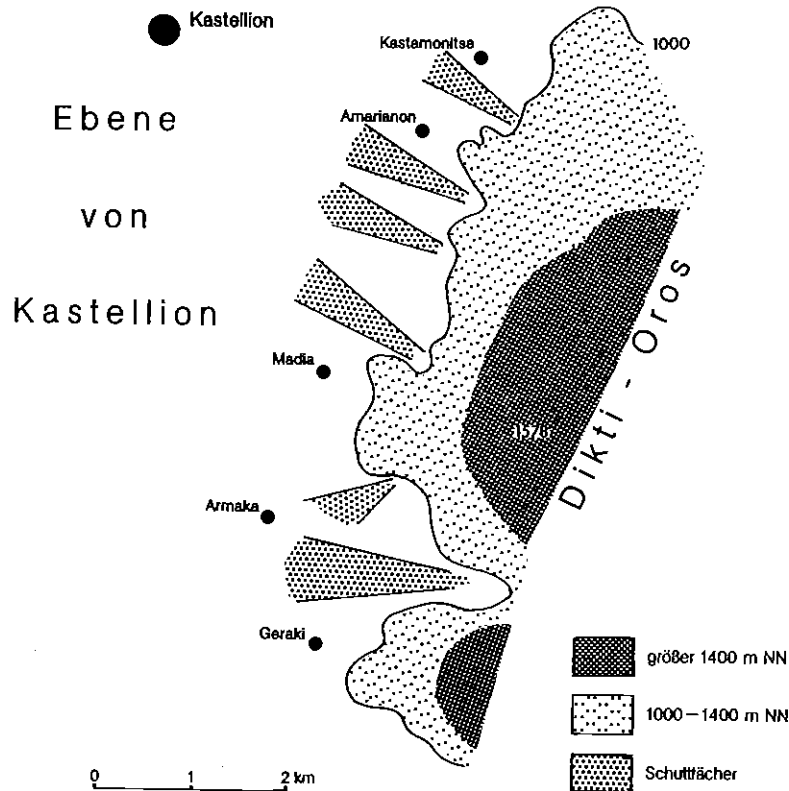 Kastellion
Kastamonitsa
1000
Ebene
Amarianon
von
Kastellion
Dikti - Oros
Madia
Armaka
Geraki
größer 1400 m NN
1000–1400 m NN
Schuttfächer
0 1 2 km